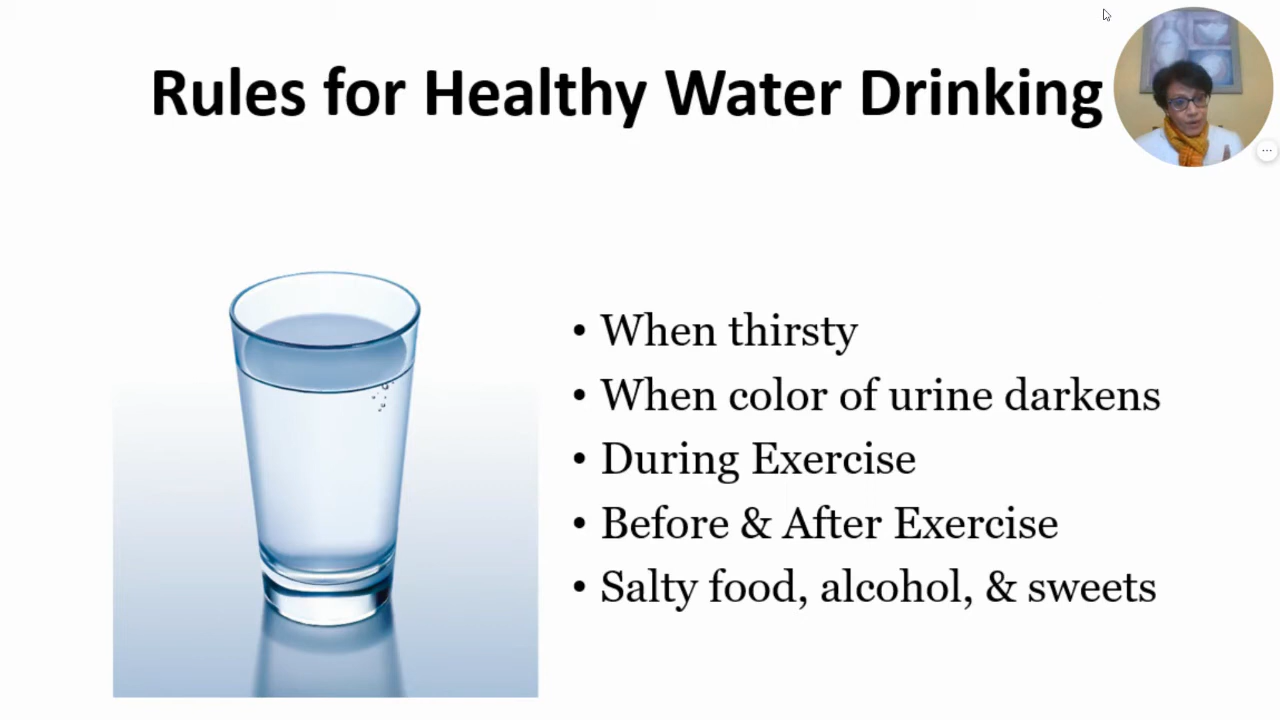 Rules for Healthy Water Drinking
• When thirsty
• When color of urine darkens
• During Exercise
• Before & After Exercise
• Salty food, alcohol, & sweets